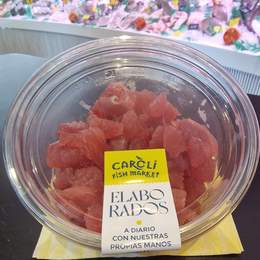 CAROLI
FISH MARKET
ELABO
RADOS
A DIARIO
CON NUESTRAS
PROPIAS MANOS